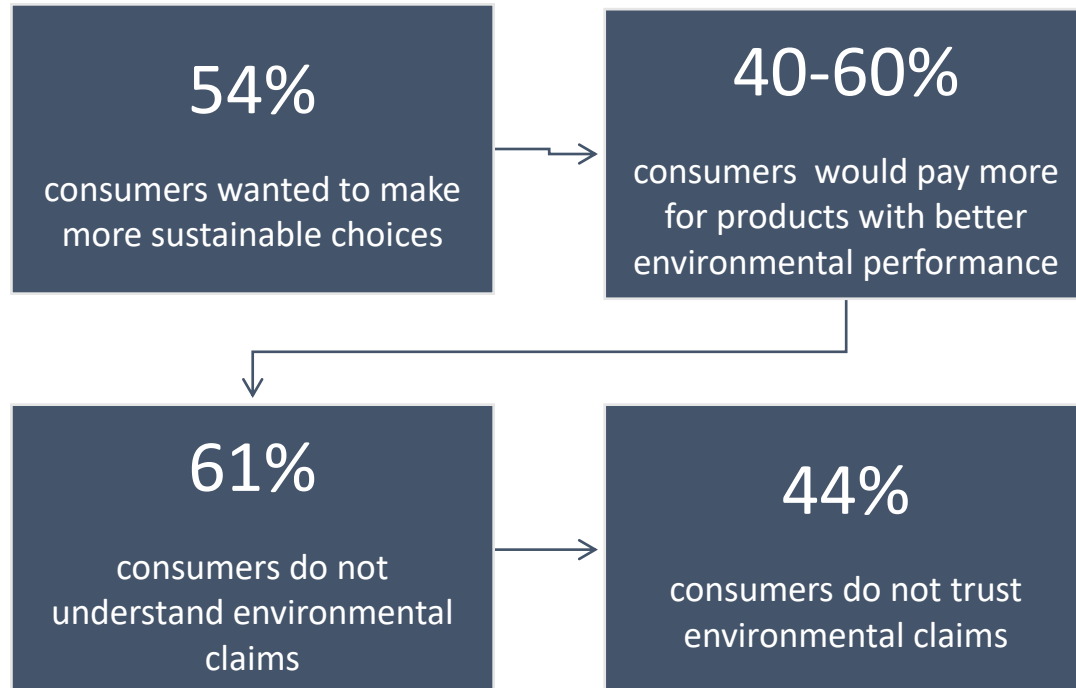 54%
consumers wanted to make
more sustainable choices
40-60%
consumers  would pay more
for products with better
environmental performance
61%
consumers do not
understand environmental
claims
44%
consumers do not trust
environmental claims